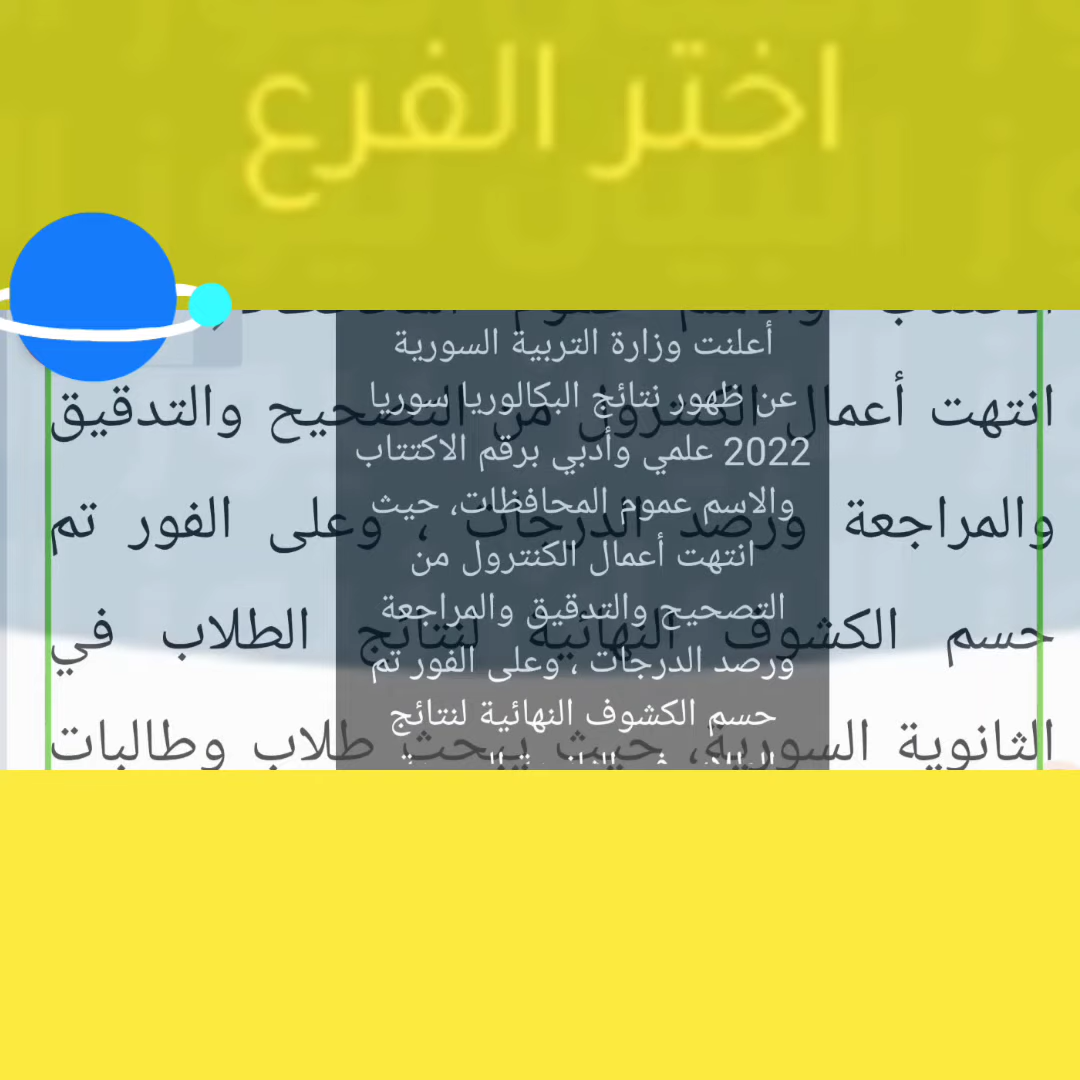 اختر الفرع
أعلنت وزارة التربية السورية
عن ظهور نتائج البكالوريا سوريا
2022 علمي وأدبي برقم الاكتتاب
والاسم عموم المحافظات، حيث
انتهت أعمال الكنترول من
التصحيح والتدقيق والمراجعة
ورصد الدرجات ، وعلى الفور تم
حسم الكشوف النهائية لنتائج
انتهت أعمال الكنترول من التصحيح والتدقيق
والمراجعة ورصد الدرجات ، وعلى الفور تم
حسم الكشوف النهائية لنتائج الطلاب في
الثانوية السورية، حيث يبحث طلاب وطالبات